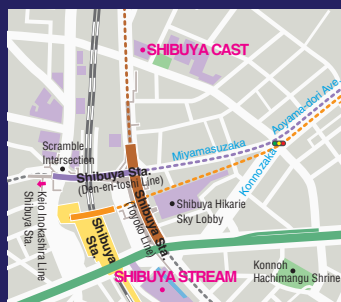 SHIBUYA CAST
Aoyama-dori Ave.
Miyamasuzaka
Konnozaka
Scramble
Intersection
Shibuya Sta.
(Den-en-toshi Line)
Keio Inokashira Line
Shibuya Sta.
Shibuya Sta.
(Toyoko Line)
Shibuya
Sta.
Shibuya Hikarie
Sky Lobby
Konnoh
Hachimangu Shrine
SHIBUYA STREAM